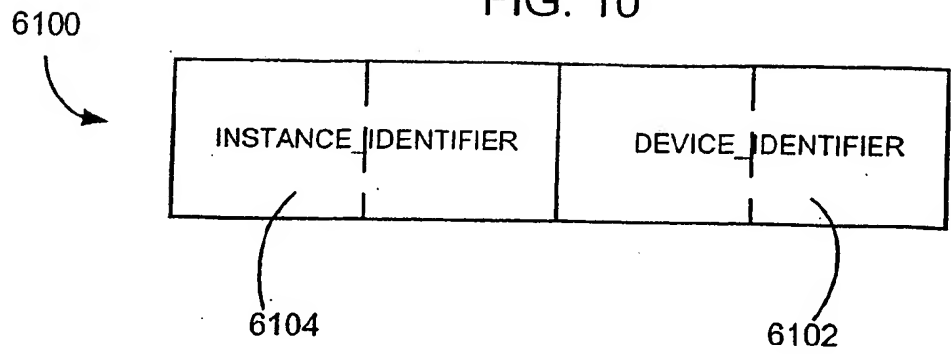 FIG. 10
6100
INSTANCE_IDENTIFIER DEVICE_IDENTIFIER
6104 6102